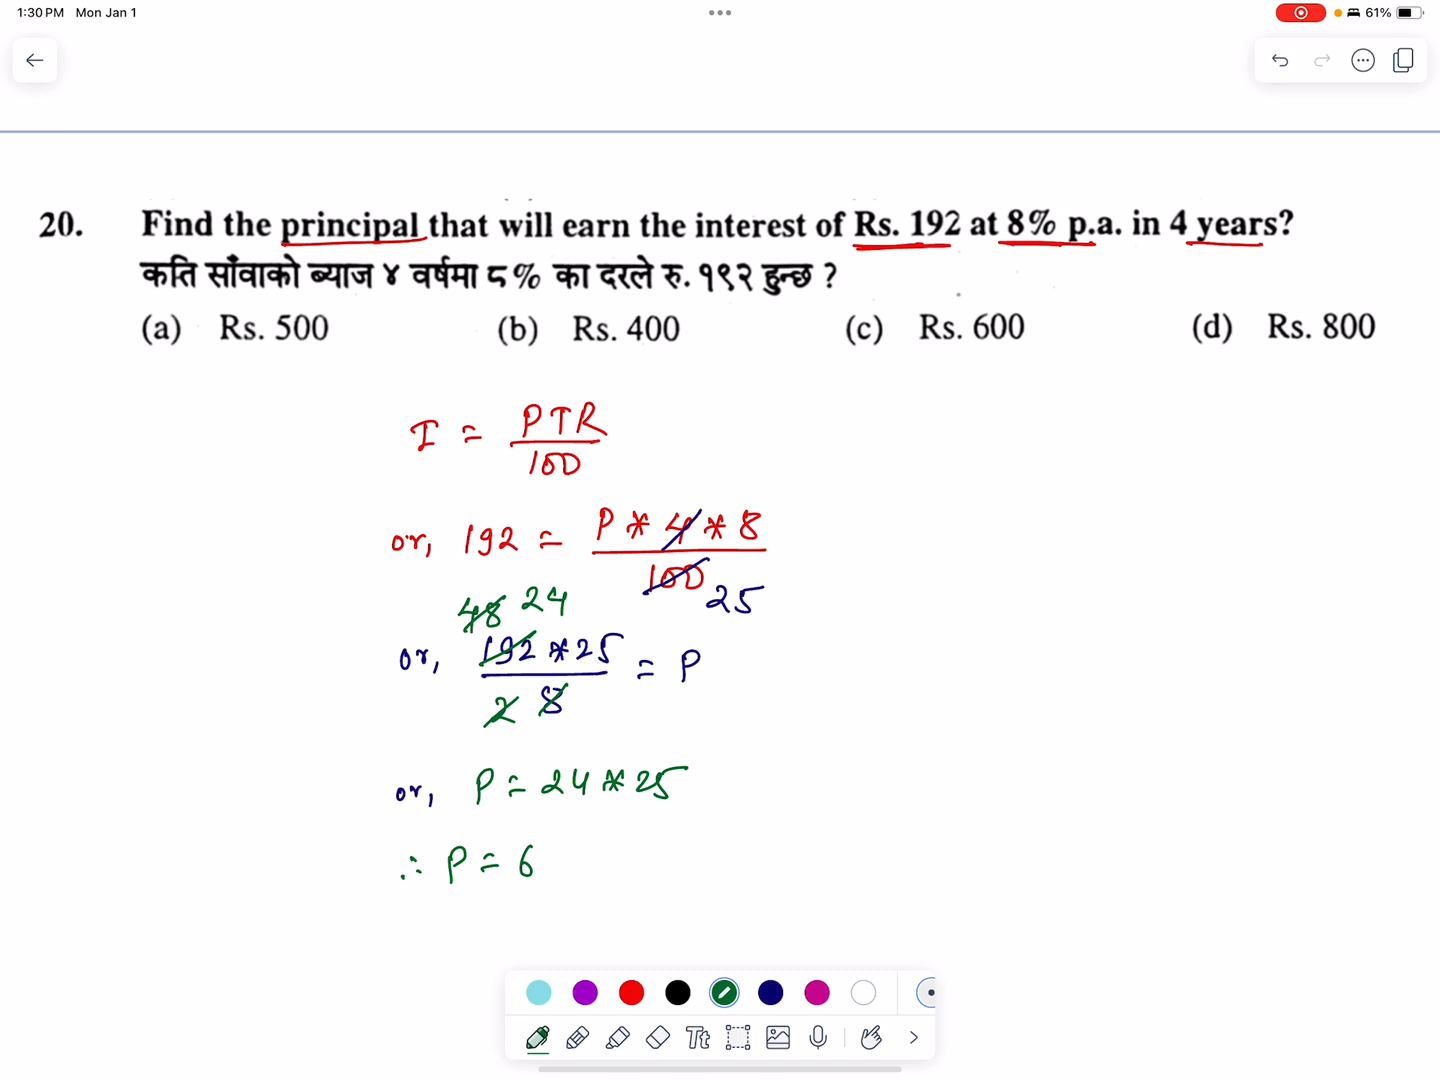 1:30 PM Mon Jan 1
61%
20. Find the principal that will earn the interest of Rs. 192 at 8% p.a. in 4 years?
कति साँवाको ब्याज ४ वर्षमा ८% का दरले रु. १९२ हुन्छ ?
(a) Rs. 500 (b) Rs. 400 (c) Rs. 600 (d) Rs. 800
I = PTR
100
or, 192 = P * 4 * 8
100 25
48 24
or, 192 * 25 = P
2 8
or, P = 24 * 25
∴ P = 6
Tt